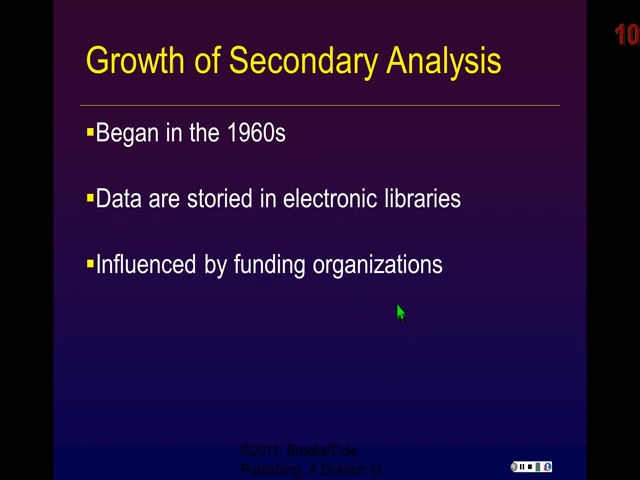 10
Growth of Secondary Analysis
▪Began in the 1960s
▪Data are storied in electronic libraries
▪Influenced by funding organizations
©2011, Brooks/Cole
Publishing, A Division of